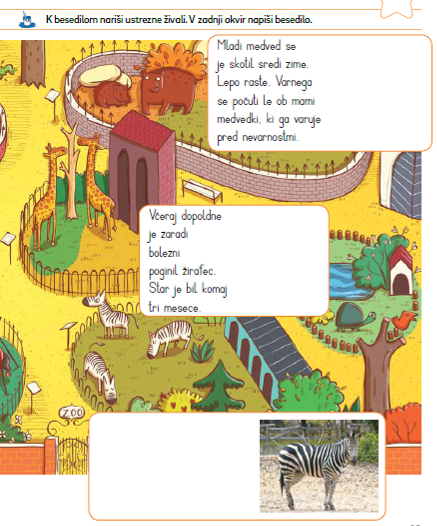 K besedilom nariši ustrezne živali. V zadnji okvir napiši besedilo.
Mladi medved se
je skotil sredi zime.
Lepo raste. Varnega
se počuti le ob mami
medvedki, ki ga varuje
pred nevarnostmi.
Včeraj dopoldne
je zaradi
bolezni
poginil žirafec.
Star je bil komaj
tri mesece.
ZOO